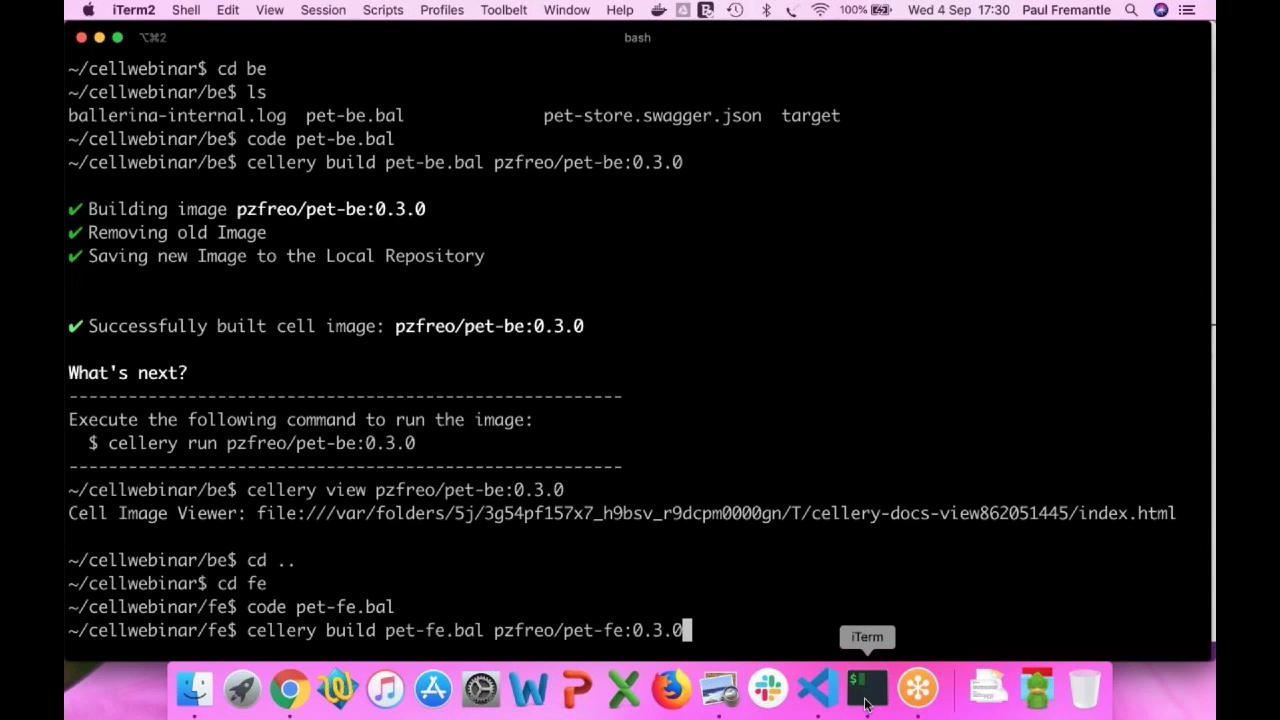 iTerm2 Shell Edit View Session Scripts Profiles Toolbelt Window Help 100% Wed 4 Sep 17:30 Paul Fremantle
⌥⌘2 bash
~/cellwebinar$ cd be
~/cellwebinar/be$ ls
ballerina-internal.log pet-be.bal pet-store.swagger.json target
~/cellwebinar/be$ code pet-be.bal
~/cellwebinar/be$ cellery build pet-be.bal pzfreo/pet-be:0.3.0
✔ Building image pzfreo/pet-be:0.3.0
✔ Removing old Image
✔ Saving new Image to the Local Repository
✔ Successfully built cell image: pzfreo/pet-be:0.3.0
What's next?
--------------------------------------------------------
Execute the following command to run the image:
$ cellery run pzfreo/pet-be:0.3.0
--------------------------------------------------------
~/cellwebinar/be$ cellery view pzfreo/pet-be:0.3.0
Cell Image Viewer: file:///var/folders/5j/3g54pf157x7_h9bsv_r9dcpm0000gn/T/cellery-docs-view862051445/index.html
~/cellwebinar/be$ cd ..
~/cellwebinar$ cd fe
~/cellwebinar/fe$ code pet-fe.bal
~/cellwebinar/fe$ cellery build pet-fe.bal pzfreo/pet-fe:0.3.0
iTerm